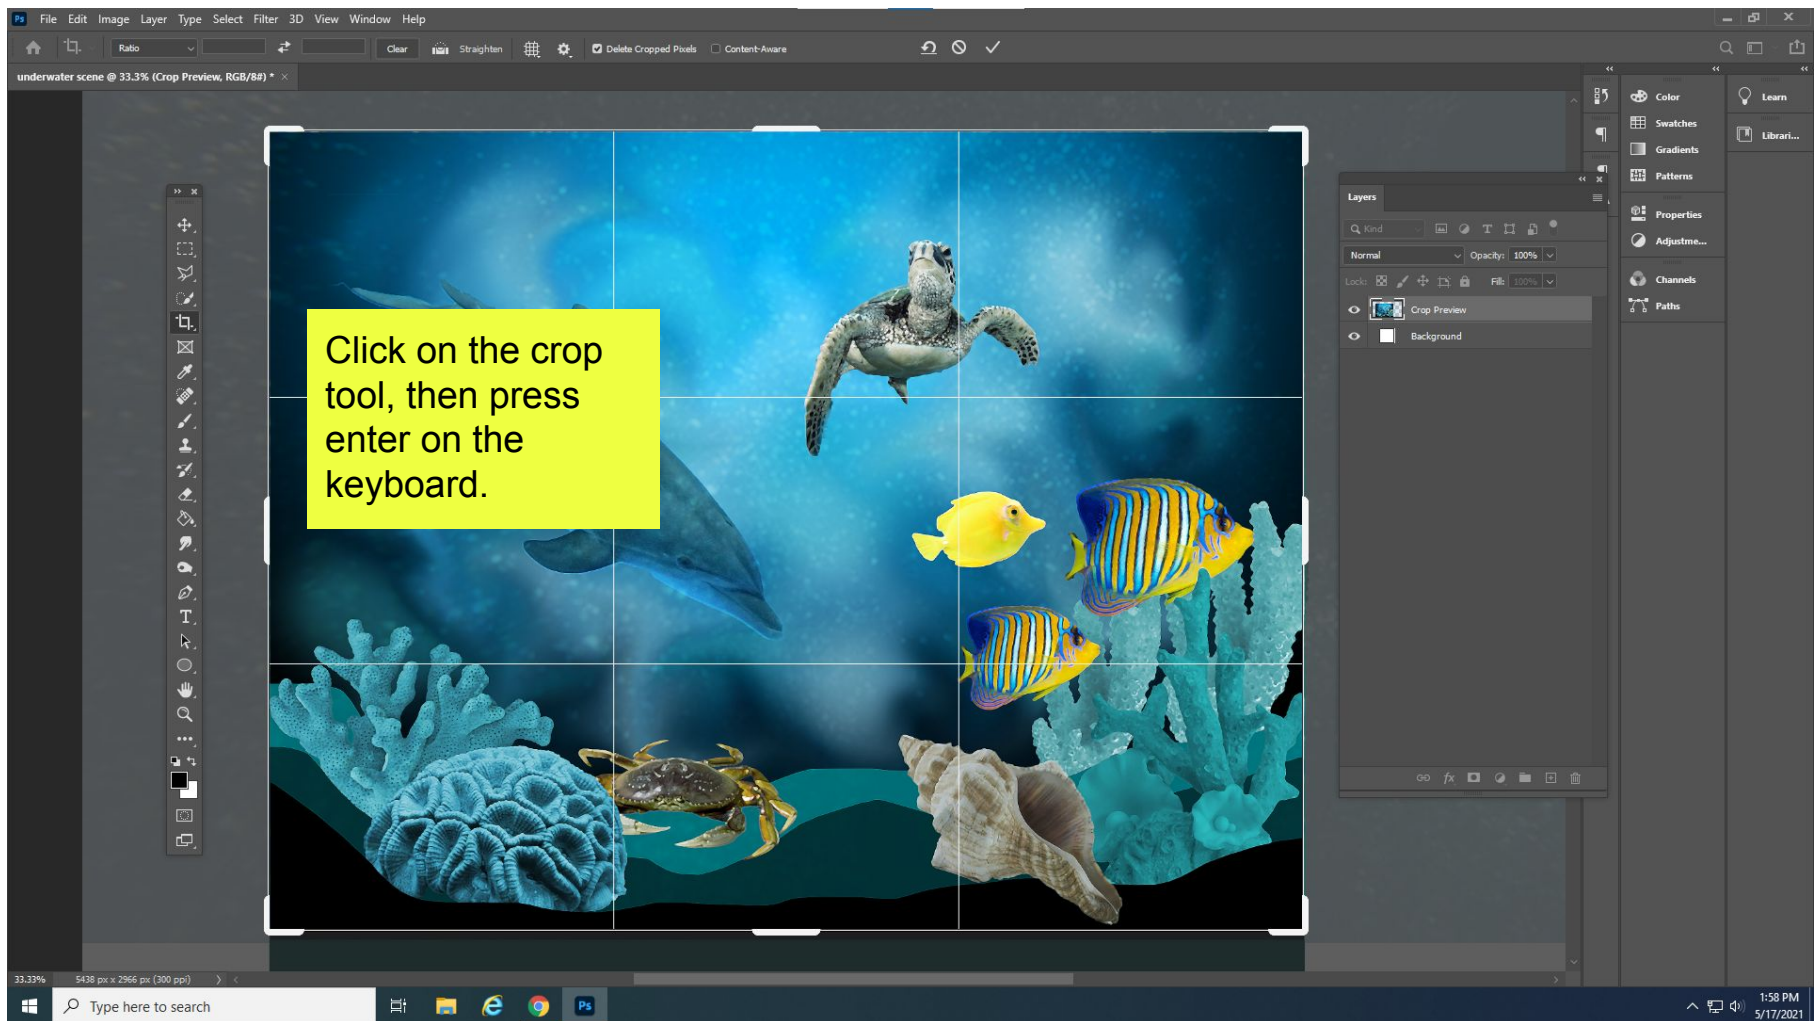 Ps File Edit Image Layer Type Select Filter 3D View Window Help
Ratio Clear Straighten Delete Cropped Pixels Content-Aware
underwater scene @ 33.3% (Crop Preview, RGB/8#) * ×
Color
Swatches
Gradients
Patterns
Properties
Adjustme...
Channels
Paths
Learn
Librari...
Layers
Kind
Normal Opacity: 100%
Lock: Fill: 100%
Crop Preview
Background
Click on the crop
tool, then press
enter on the
keyboard.
33.33% 5438 px x 2966 px (300 ppi)
Type here to search
Ps
1:58 PM
5/17/2021